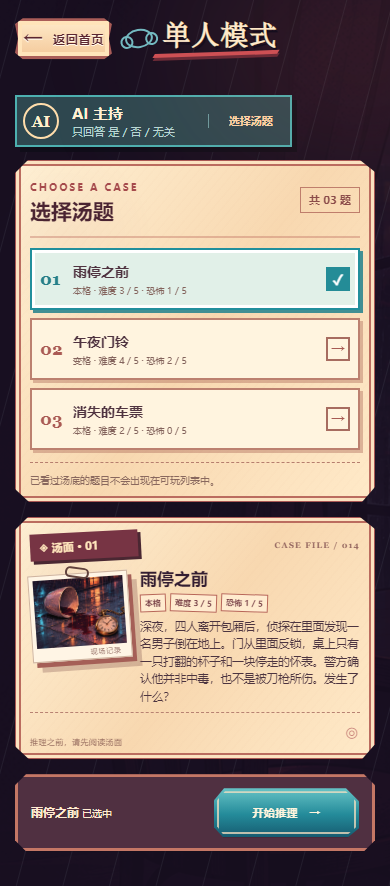 ← 返回首页
单人模式
AI
AI 主持
只回答 是 / 否 / 无关
选择汤题
CHOOSE A CASE
选择汤题
共 03 题
01
雨停之前
本格 · 难度 3 / 5 · 恐怖 1 / 5
✓
02
午夜门铃
变格 · 难度 4 / 5 · 恐怖 2 / 5
→
03
消失的车票
本格 · 难度 2 / 5 · 恐怖 0 / 5
→
已看过汤底的题目不会出现在可玩列表中。
◈ 汤面 • 01
CASE FILE / 014
现场记录
雨停之前
本格
难度 3 / 5
恐怖 1 / 5
深夜，四人离开包厢后，侦探在里面发现一
名男子倒在地上。门从里面反锁，桌上只有
一只打翻的杯子和一块停走的怀表。警方确
认他并非中毒，也不是被刀枪所伤。发生了
什么？
推理之前，请先阅读汤面
◎
雨停之前 已选中
开始推理 →